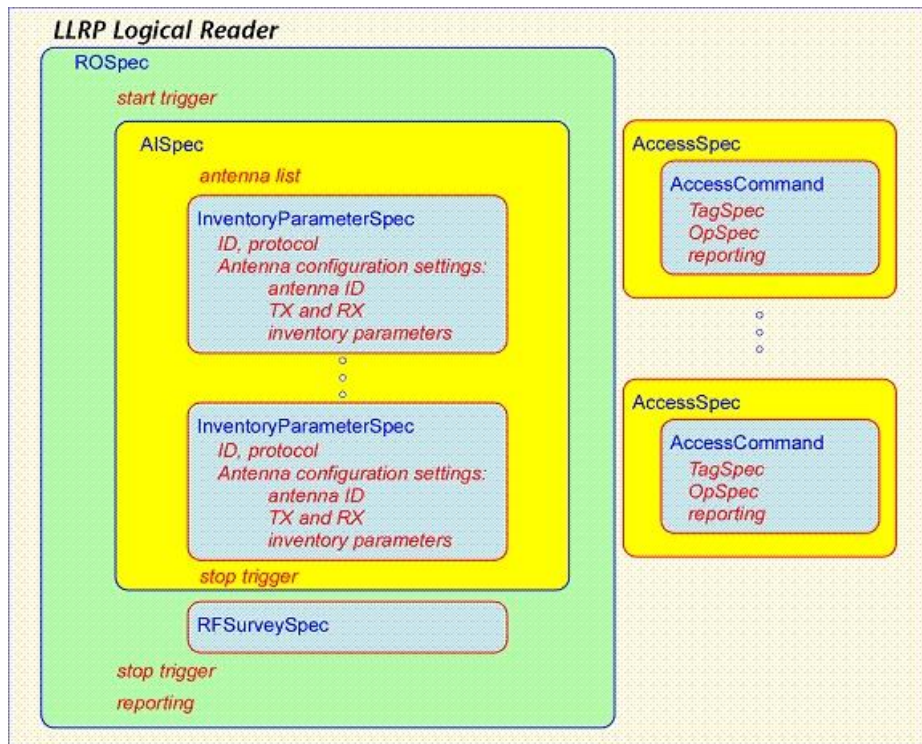 LLRP Logical Reader
ROSpec
start trigger
AISpec
antenna list
InventoryParameterSpec
ID, protocol
Antenna configuration settings:
antenna ID
TX and RX
inventory parameters
InventoryParameterSpec
ID, protocol
Antenna configuration settings:
antenna ID
TX and RX
inventory parameters
stop trigger
RFSurveySpec
stop trigger
reporting
AccessSpec
AccessCommand
TagSpec
OpSpec
reporting
AccessSpec
AccessCommand
TagSpec
OpSpec
reporting